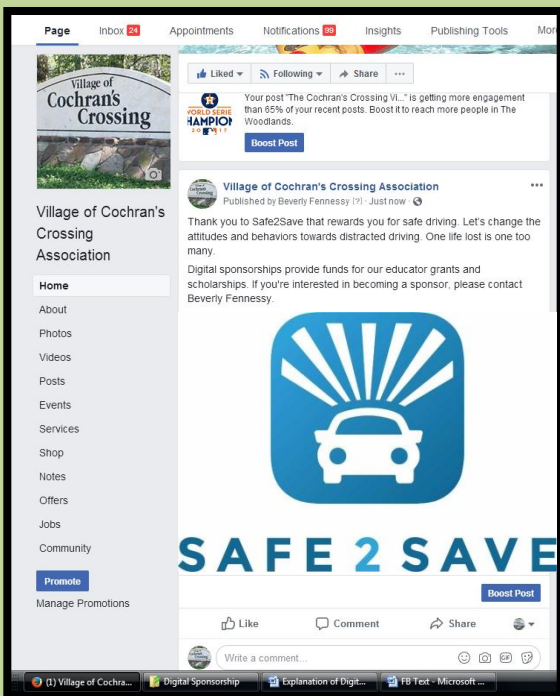 Page Inbox 24 Appointments Notifications 99 Insights Publishing Tools
Liked Following Share ...
WORLD SERIE
HAMPION
2017
Your post "The Cochran's Crossing Vi..." is getting more engagement
than 65% of your recent posts. Boost it to reach more people in The
Woodlands.
Boost Post
Village of
Cochran's
Crossing
Village of Cochran's
Crossing
Association
Home
About
Photos
Videos
Posts
Events
Services
Shop
Notes
Offers
Jobs
Community
Promote
Manage Promotions
Village of Cochran's Crossing Association
Published by Beverly Fennessy [?] · Just now ·
Thank you to Safe2Save that rewards you for safe driving. Let's change the
attitudes and behaviors towards distracted driving. One life lost is one too
many.
Digital sponsorships provide funds for our educator grants and
scholarships. If you're interested in becoming a sponsor, please contact
Beverly Fennessy.
SAFE 2 SAVE
Boost Post
Like Comment Share
Write a comment...
GIF
(1) Village of Cochra... Digital Sponsorship Explanation of Digit... FB Text - Microsoft ...